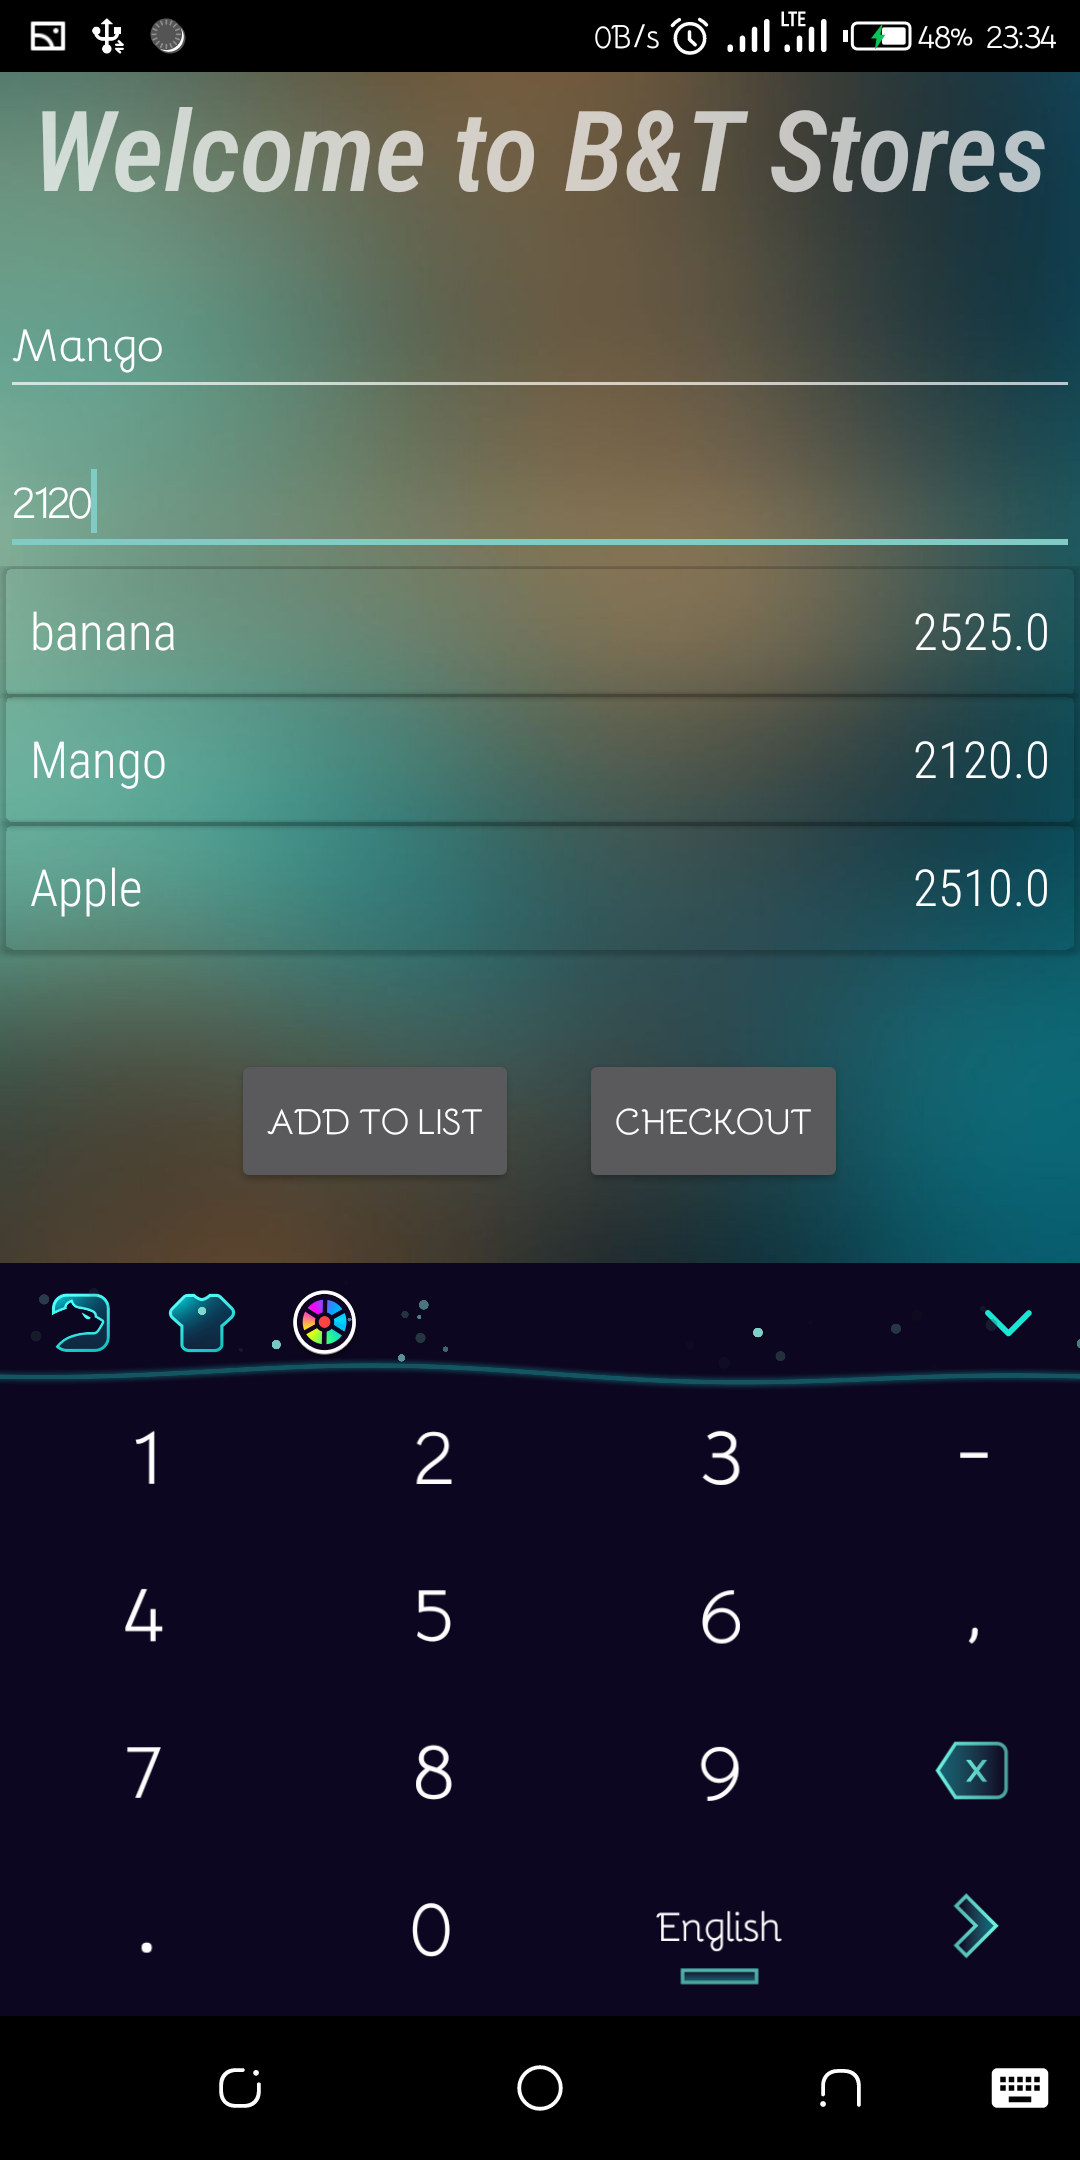 0B/s LTE 48% 23:34
Welcome to B&T Stores
Mango
2120
banana 2525.0
Mango 2120.0
Apple 2510.0
ADD TO LIST CHECKOUT
1 2 3 -
4 5 6 ,
7 8 9 x
. 0 English